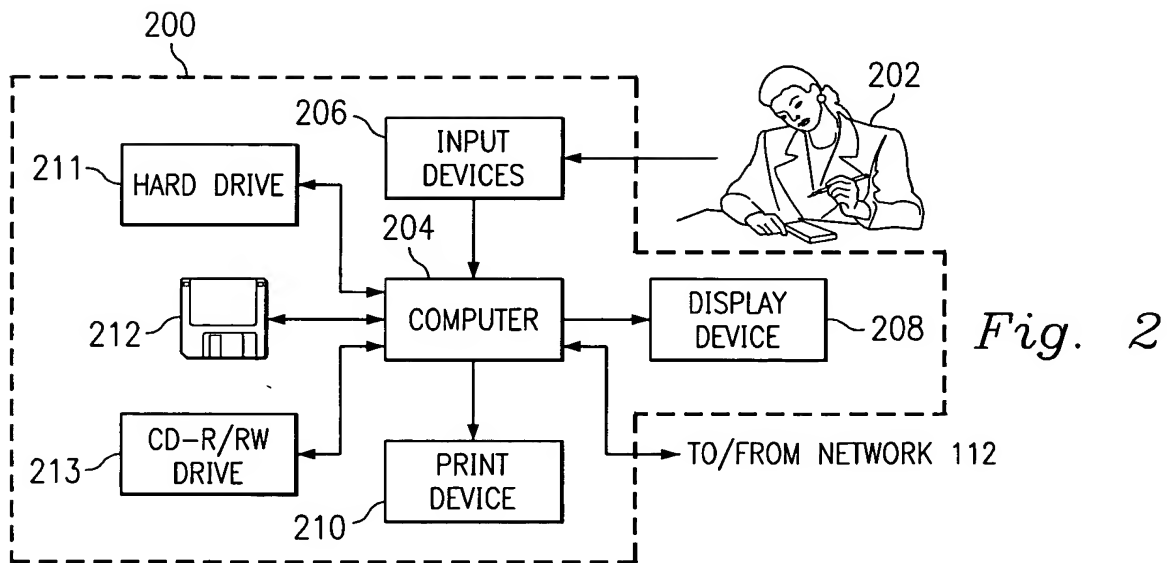 200
202
206
INPUT
DEVICES
211
HARD DRIVE
204
COMPUTER
212
DISPLAY
DEVICE
208
Fig. 2
CD-R/RW
DRIVE
213
PRINT
DEVICE
210
TO/FROM NETWORK 112